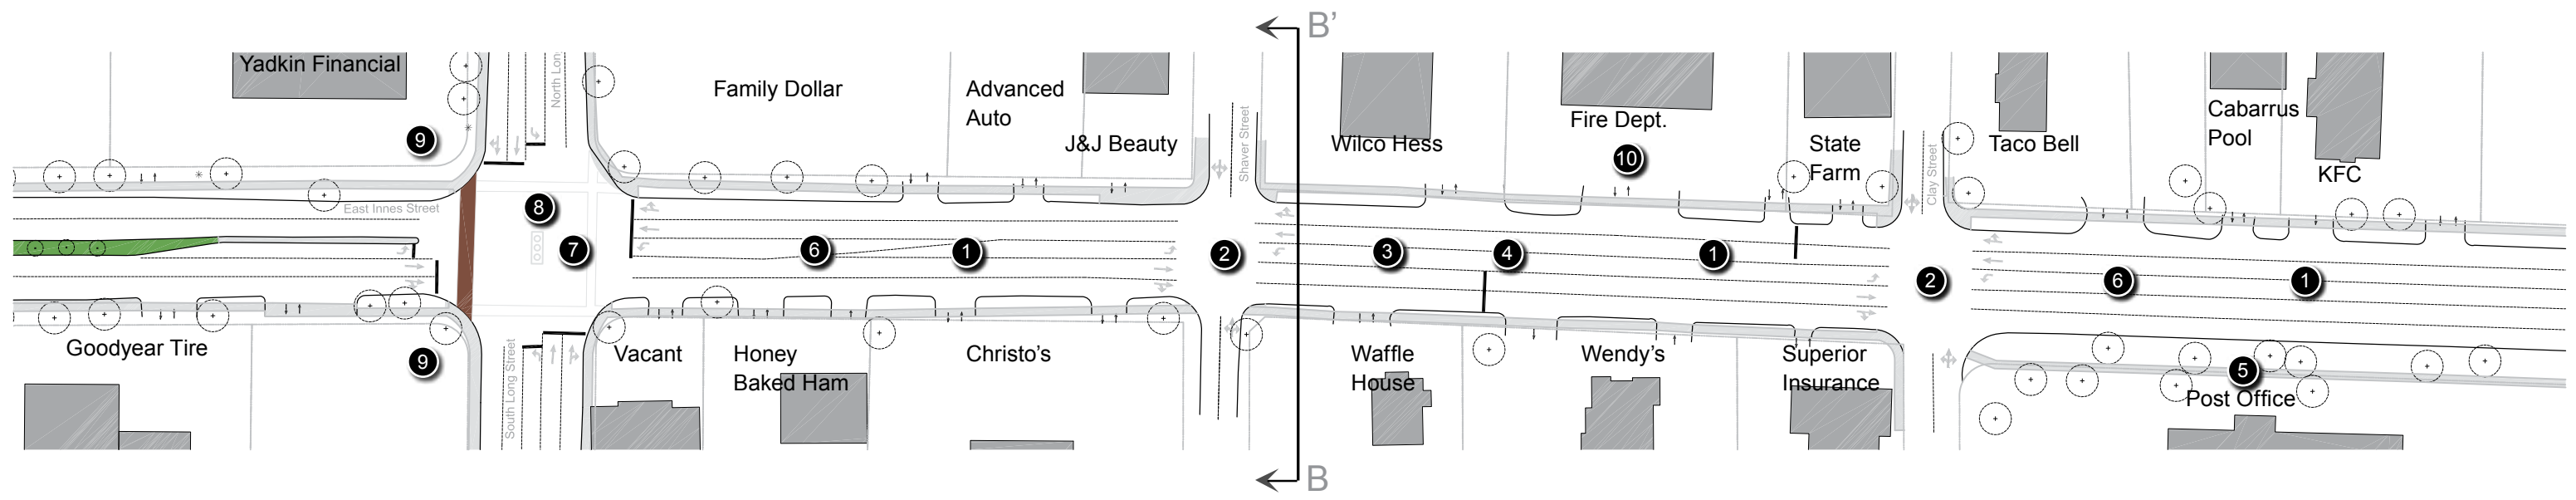 B'
Yadkin Financial
North Lon
Family Dollar
Advanced
Auto
J&J Beauty
Shaver Street
Wilco Hess
Fire Dept.
State
Farm
Clay Street
Taco Bell
Cabarrus
Pool
KFC
9
10
East Innes Street
8
7
6
1
2
3
4
1
2
6
1
Goodyear Tire
9
South Long Street
Vacant
Honey
Baked Ham
Christo's
Waffle
House
Wendy's
Superior
Insurance
5
Post Office
B